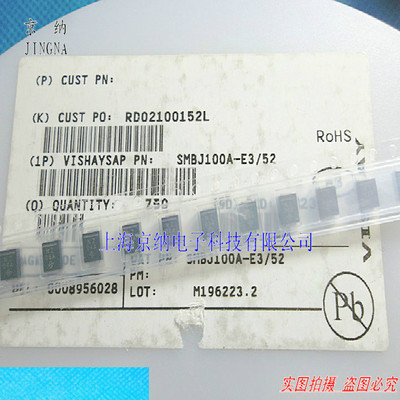 京纳
JINGNA
(P) CUST PN:
(K) CUST PO: RD02100152L
RoHS
(1P) VISHAYSAP PN: SMBJ100A-E3/52
(Q) QUANTITY: 750
上海京纳电子科技有限公司
SMBJ100A-E3/52
PM:
LOT: M196223.2
Pb
实物拍摄 盗图必究